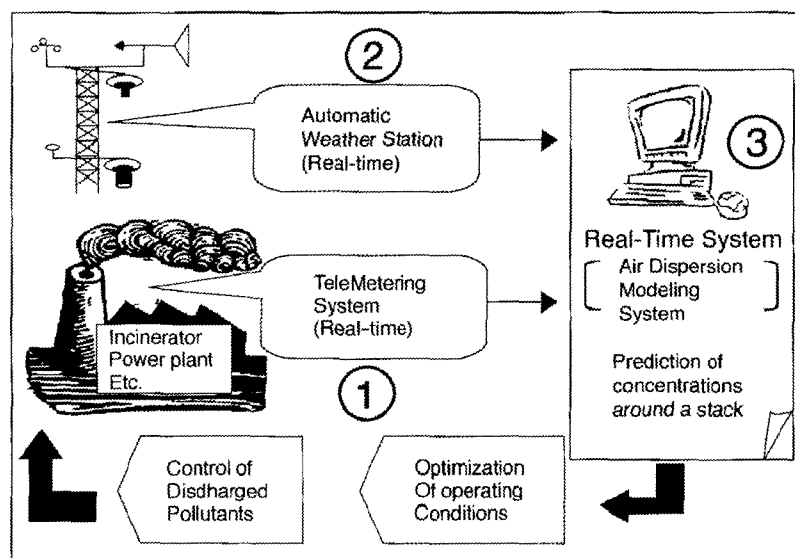 2
Automatic
Weather Station
(Real-time)
3
Real-Time System
Air Dispersion
Modeling
System
Prediction of
concentrations
around a stack
TeleMetering
System
(Real-time)
1
Incinerator
Power plant
Etc.
Control of
Disdharged
Pollutants
Optimization
Of operating
Conditions